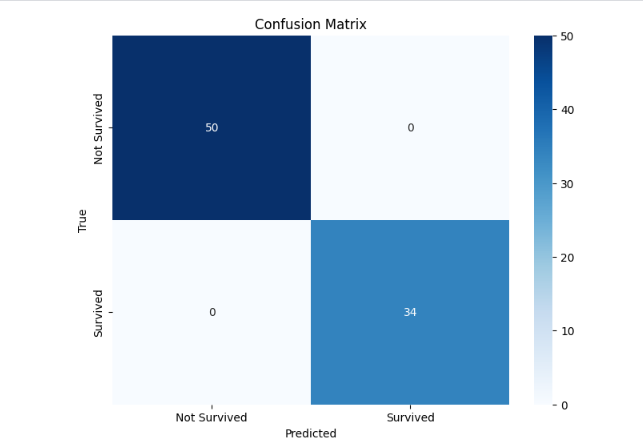 Confusion Matrix
Not Survived
50
0
True
Survived
0
34
Not Survived
Survived
Predicted
50
40
30
20
10
0